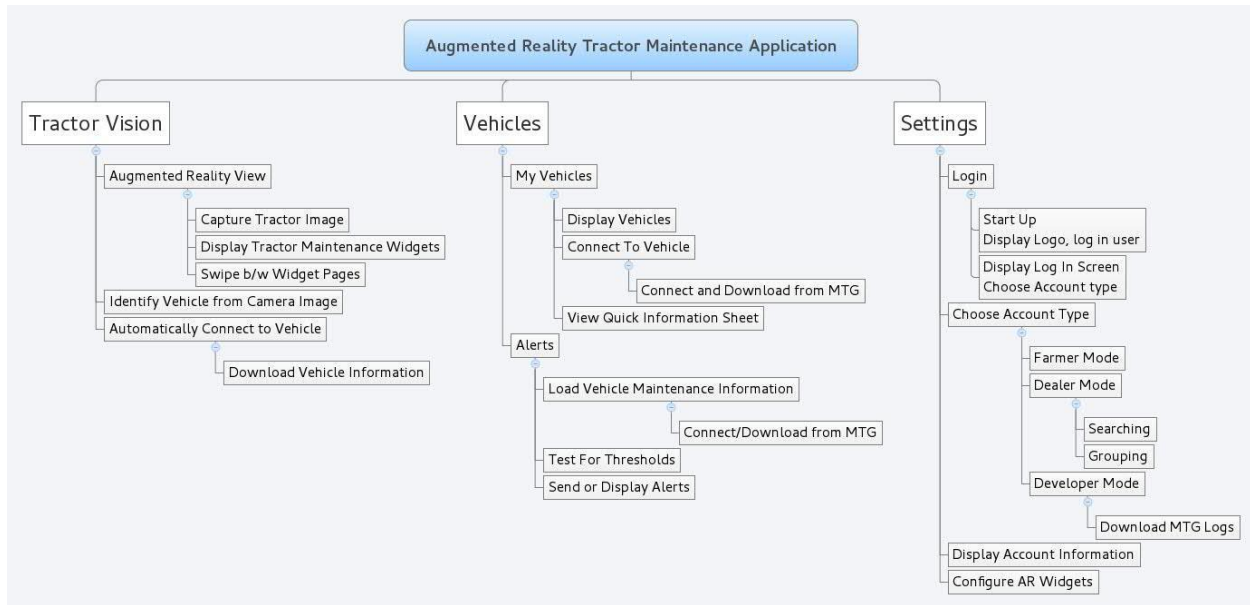 Augmented Reality Tractor Maintenance Application
Tractor Vision
Augmented Reality View
Capture Tractor Image
Display Tractor Maintenance Widgets
Swipe b/w Widget Pages
Identify Vehicle from Camera Image
Automatically Connect to Vehicle
Download Vehicle Information
Vehicles
My Vehicles
Display Vehicles
Connect To Vehicle
Connect and Download from MTG
View Quick Information Sheet
Alerts
Load Vehicle Maintenance Information
Connect/Download from MTG
Test For Thresholds
Send or Display Alerts
Settings
Login
Start Up
Display Logo, log in user
Display Log In Screen
Choose Account type
Choose Account Type
Farmer Mode
Dealer Mode
Searching
Grouping
Developer Mode
Download MTG Logs
Display Account Information
Configure AR Widgets